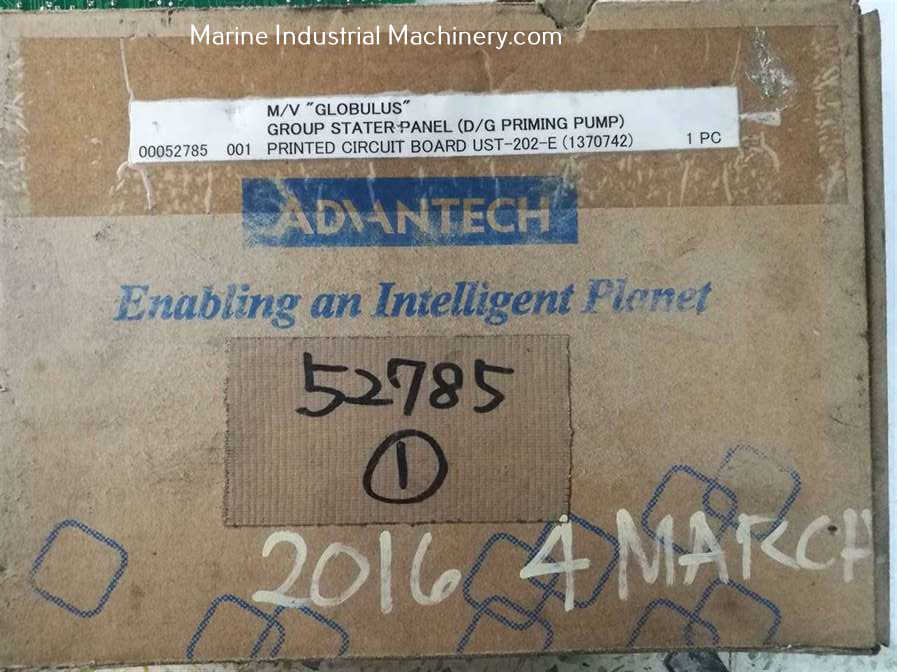 Marine Industrial Machinery.com
M/V "GLOBULUS"
GROUP STATER PANEL (D/G PRIMING PUMP)
00052785 001 PRINTED CIRCUIT BOARD UST-202-E (1370742) 1 PC
ADVANTECH
Enabling an Intelligent Planet
52785
1
2016 4 MARCH